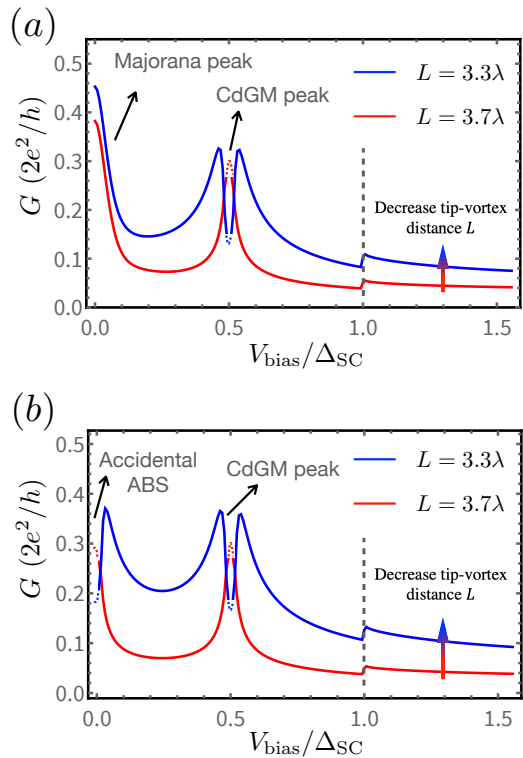 (a)
G (2e²/h)
0.5
0.4
0.3
0.2
0.1
0.0
Majorana peak
CdGM peak
L = 3.3λ
L = 3.7λ
Decrease tip-vortex
distance L
0.0 0.5 1.0 1.5
V_bias/Δ_SC
(b)
G (2e²/h)
0.5
0.4
0.3
0.2
0.1
0.0
Accidental
ABS
CdGM peak
L = 3.3λ
L = 3.7λ
Decrease tip-vortex
distance L
0.0 0.5 1.0 1.5
V_bias/Δ_SC